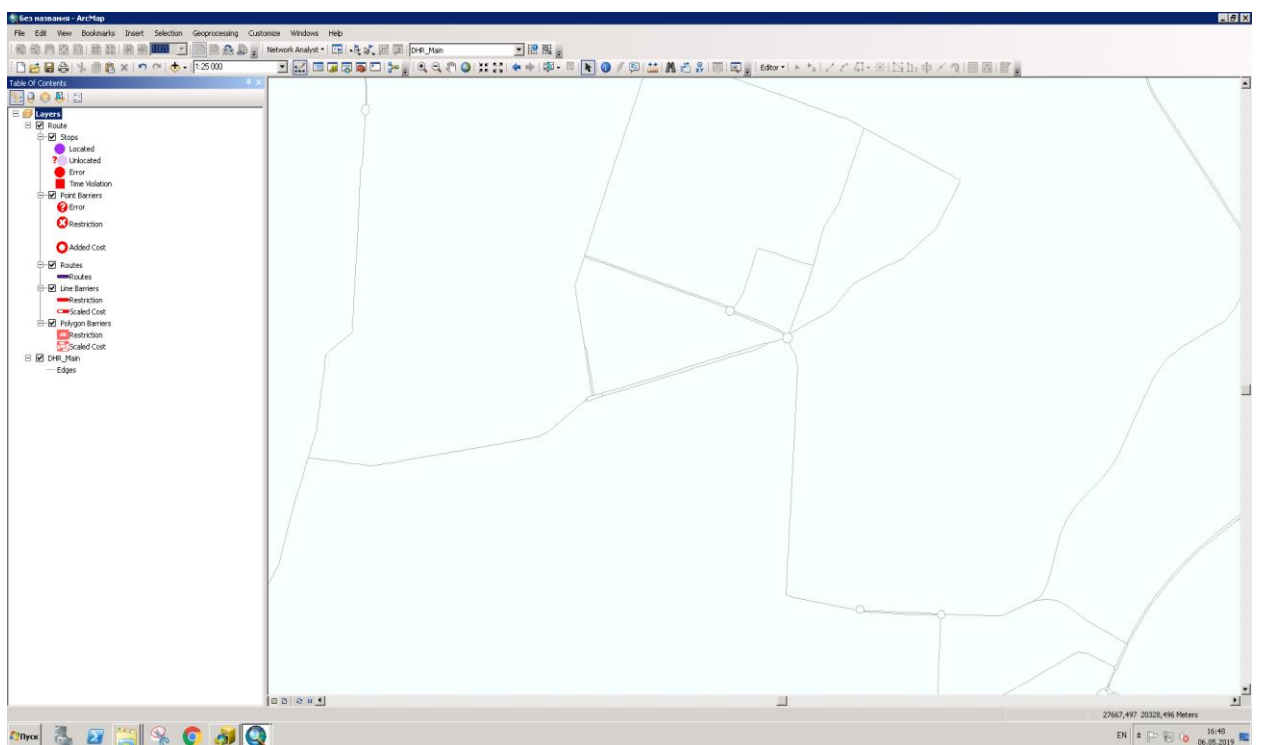 Без названия - ArcMap
File Edit View Bookmarks Insert Selection Geoprocessing Customize Windows Help
100% Network Analyst DHR_Main
1:25 000 Editor
Table Of Contents
Layers
Route
Stops
Located
? Unlocated
Error
Time Violation
Point Barriers
Error
Restriction
Added Cost
Routes
Routes
Line Barriers
Restriction
Scaled Cost
Polygon Barriers
Restriction
Scaled Cost
DHR_Main
Edges
27667,497 20328,496 Meters
Пуск EN 16:48
06.05.2019